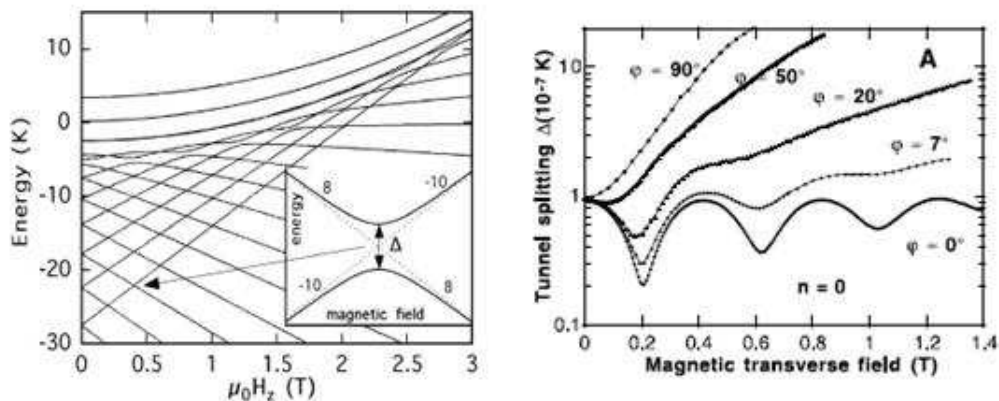 Energy (K)
10
0
-10
-20
-30
0
0.5
1
1.5
2
2.5
3
μ₀H_z (T)
energy
8
-10
Δ
-10
8
magnetic field
Tunnel splitting Δ(10⁻⁷ K)
10
1
0.1
A
φ = 90°
φ = 50°
φ = 20°
φ = 7°
φ = 0°
n = 0
0
0.2
0.4
0.6
0.8
1
1.2
1.4
Magnetic transverse field (T)